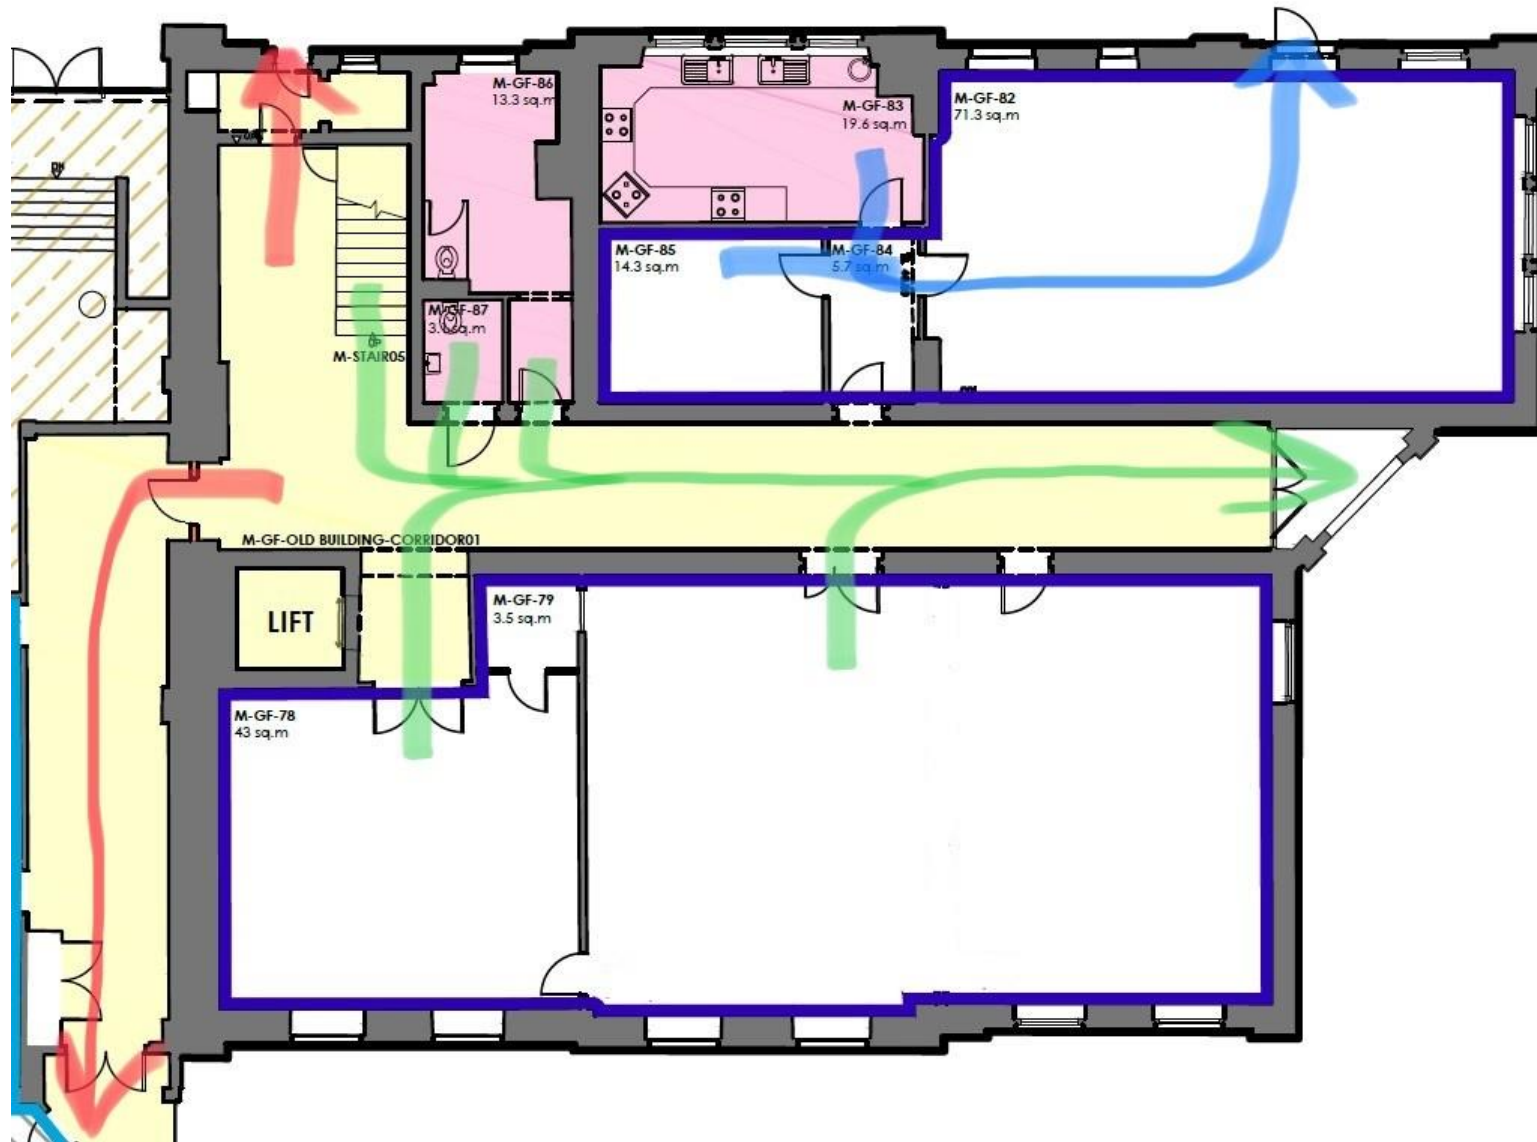 M-GF-86
13.3 sq.m
M-GF-83
19.6 sq.m
M-GF-82
71.3 sq.m
M-GF-85
14.3 sq.m
M-GF-84
5.7 sq.m
M-GF-87
M-STAIR05
M-GF-OLD BUILDING-CORRIDOR01
LIFT
M-GF-79
3.5 sq.m
M-GF-78
43 sq.m